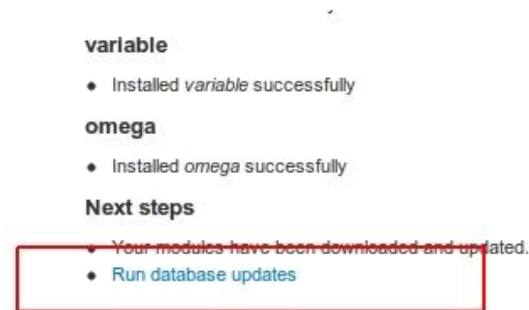 variable
Installed variable successfully
omega
Installed omega successfully
Next steps
Your modules have been downloaded and updated.
Run database updates